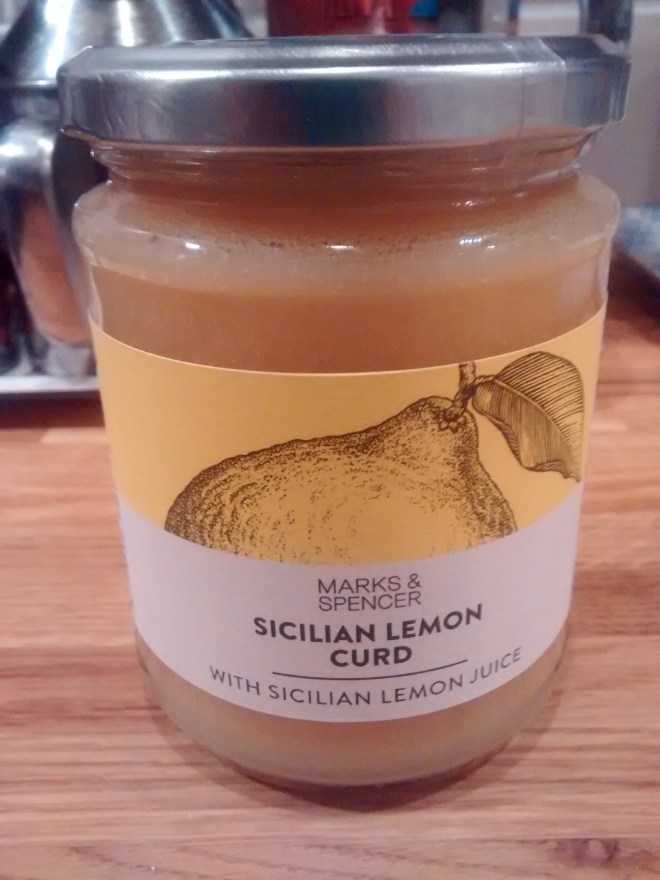 MARKS &
SPENCER
SICILIAN LEMON
CURD
WITH SICILIAN LEMON JUICE